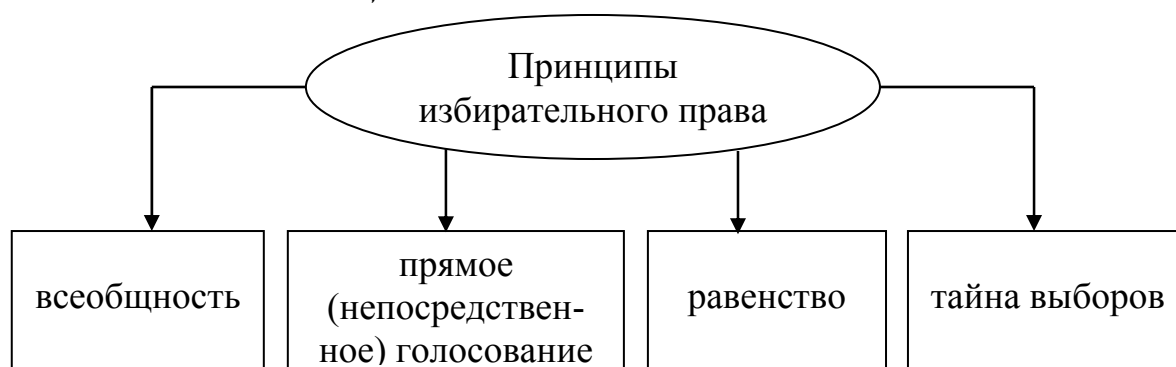 Принципы
избирательного права
всеобщность
прямое
(непосредствен-
ное) голосование
равенство
тайна выборов